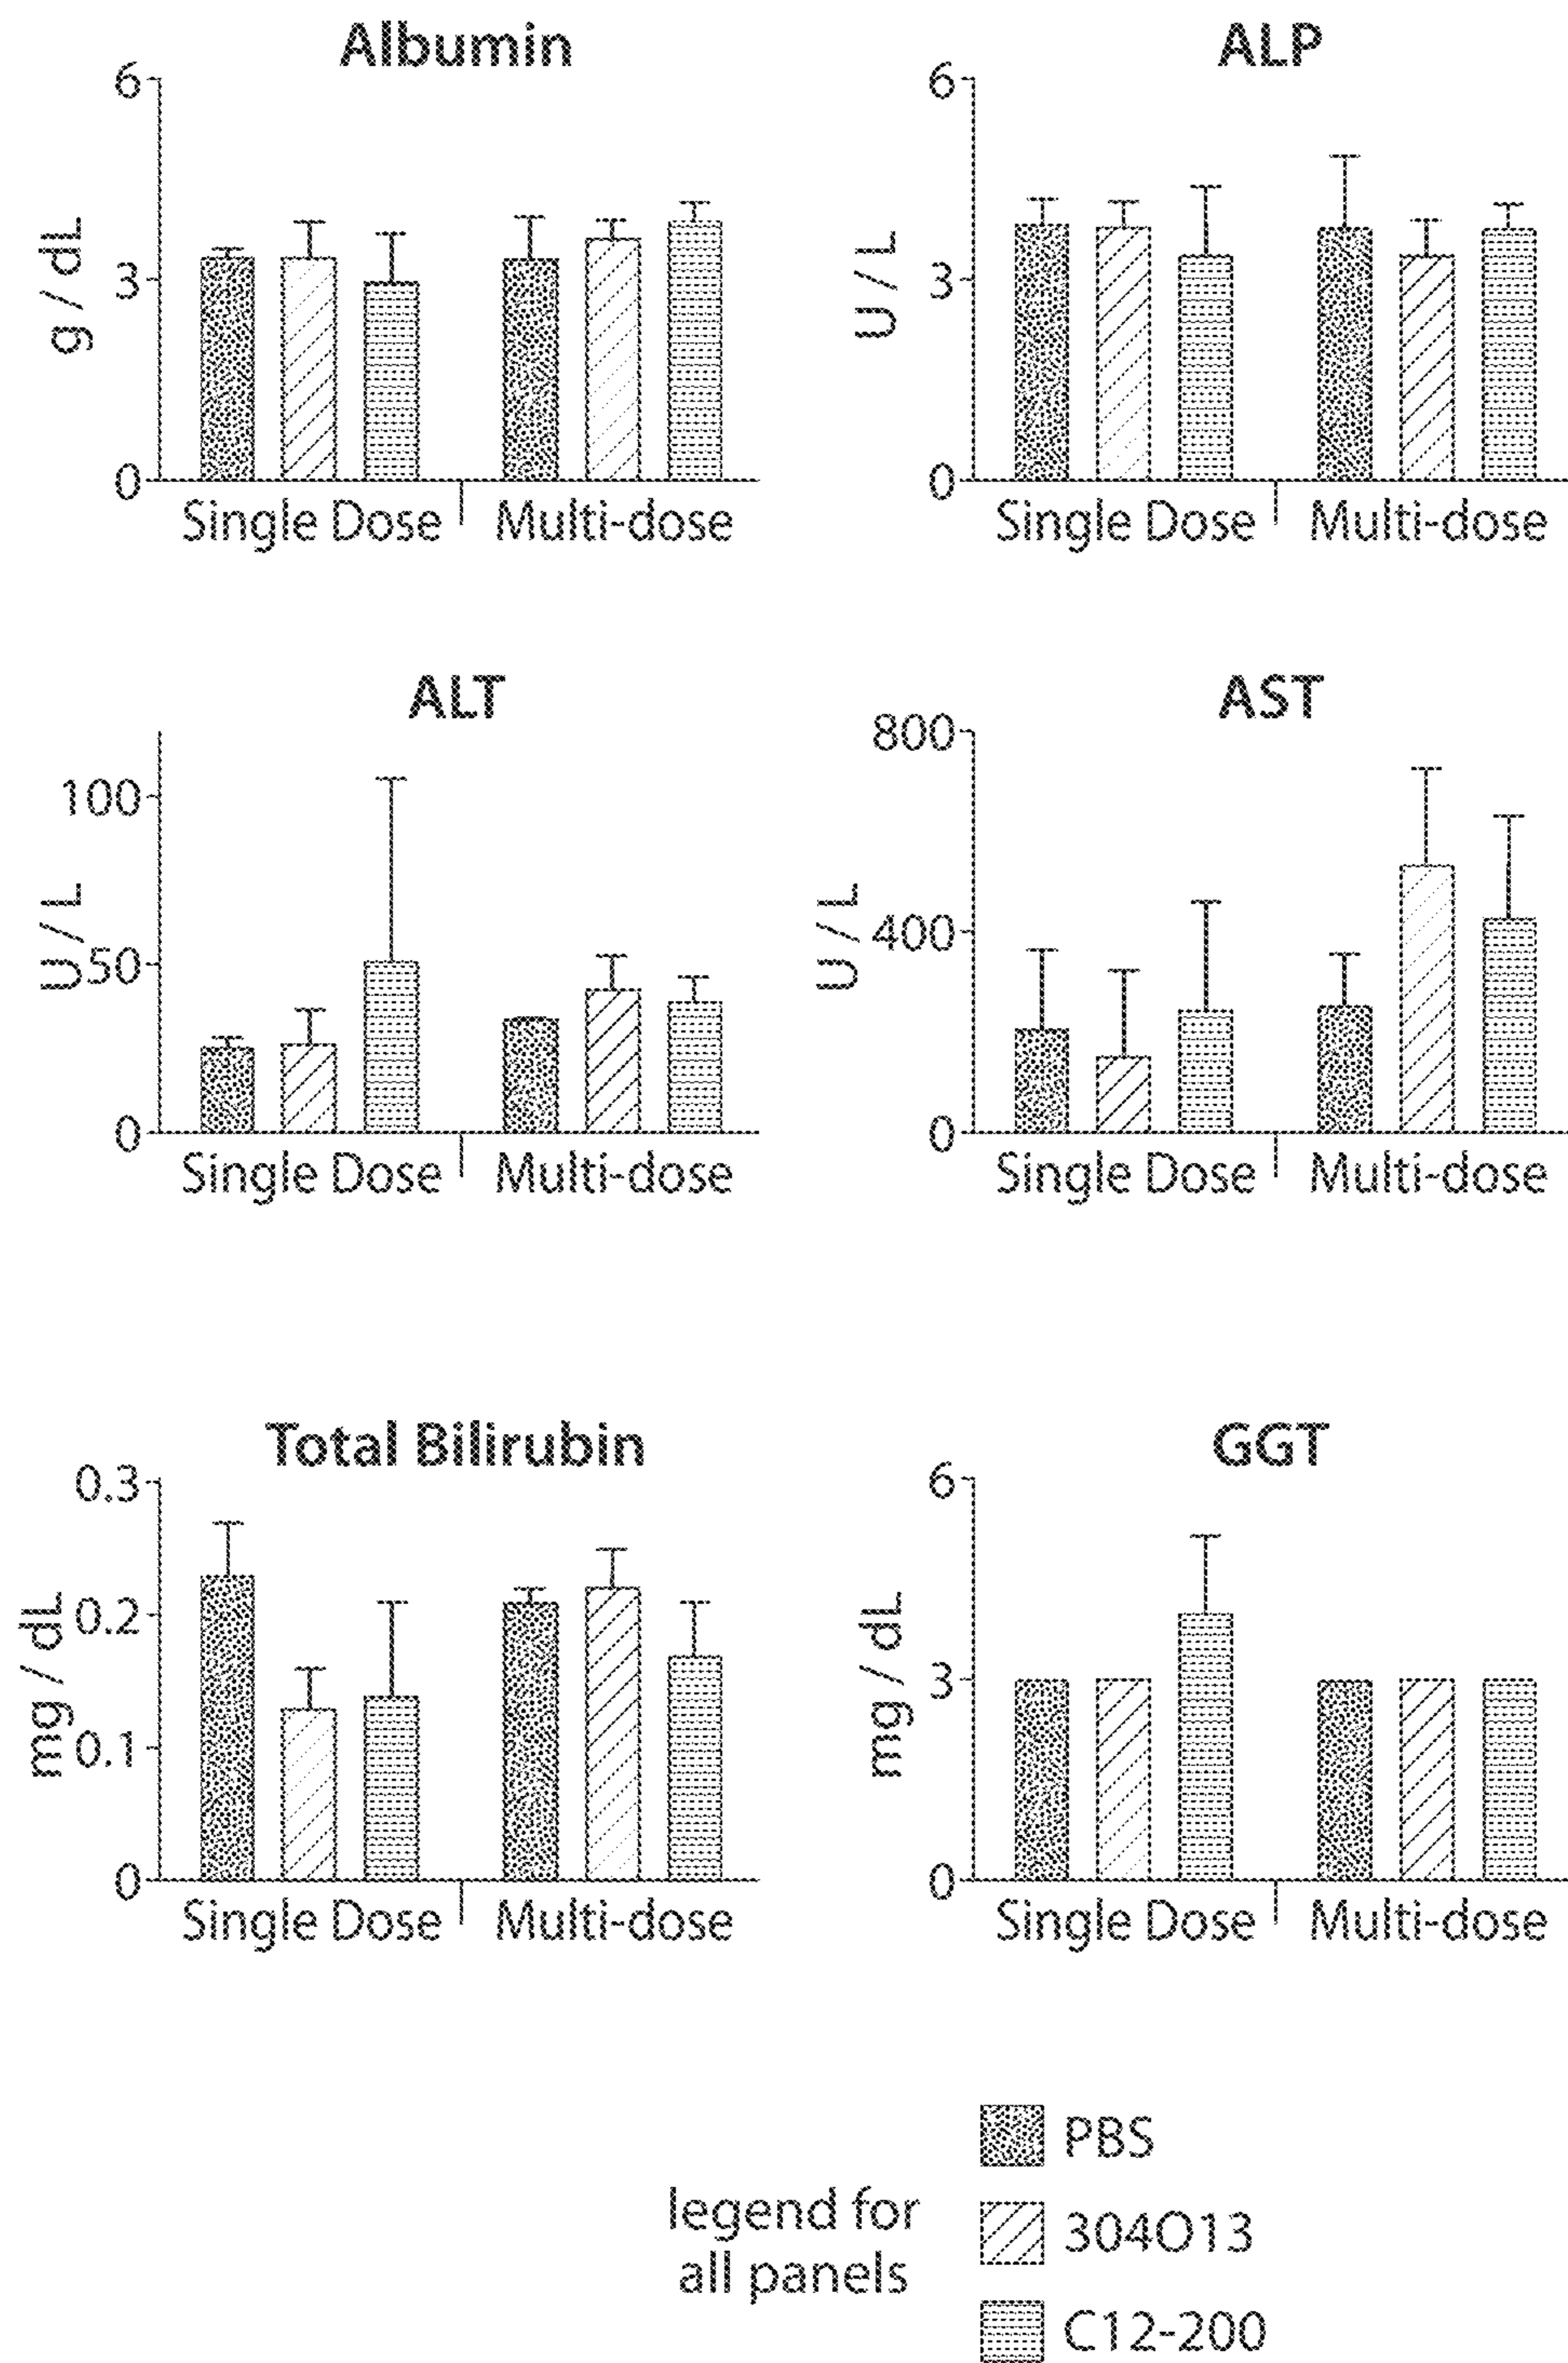 Albumin
6
3
0
g / dL
Single Dose
Multi-dose
ALP
6
3
0
U / L
Single Dose
Multi-dose
ALT
100
50
0
U / L
Single Dose
Multi-dose
AST
800
400
0
U / L
Single Dose
Multi-dose
Total Bilirubin
0.3
0.2
0.1
0
mg / dL
Single Dose
Multi-dose
GGT
6
3
0
mg / dL
Single Dose
Multi-dose
legend for
all panels
PBS
304O13
C12-200